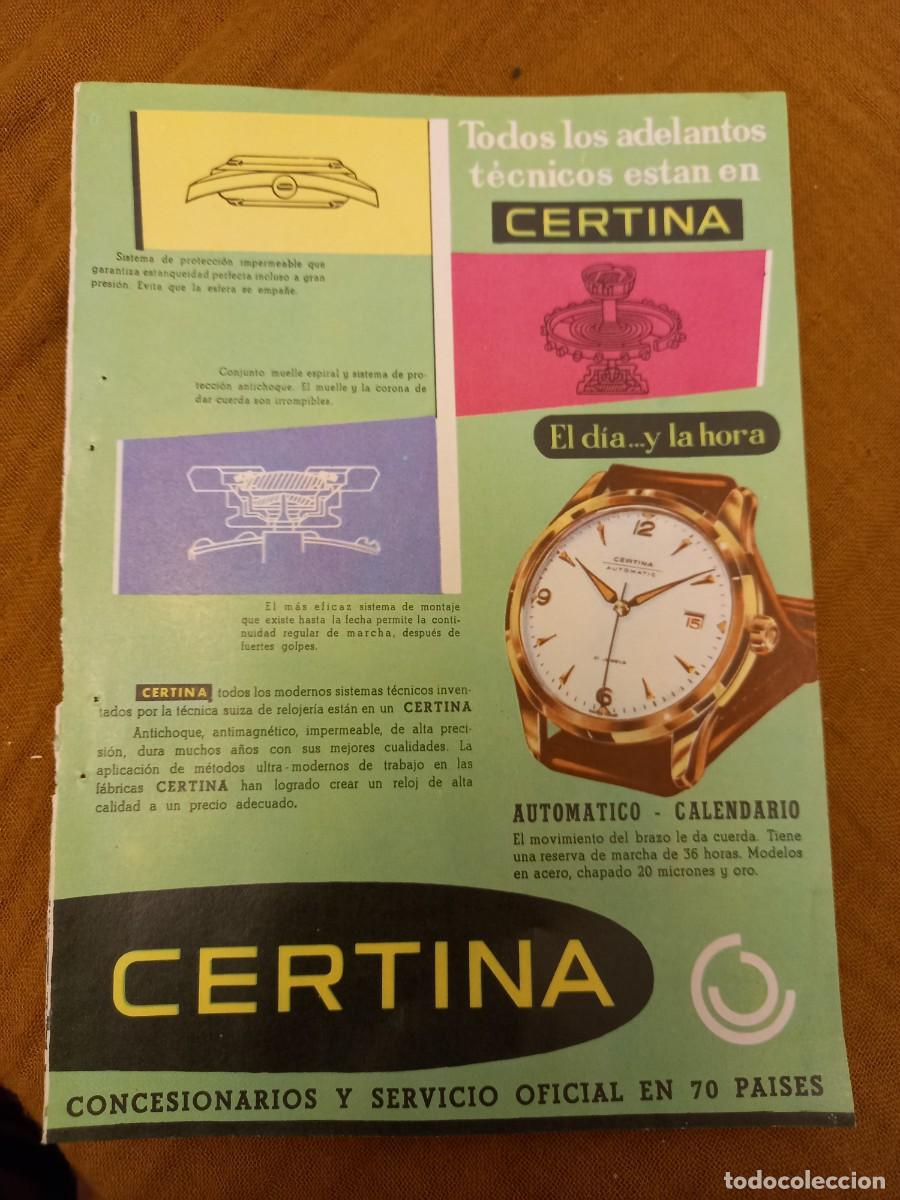 Todos los adelantos
técnicos estan en
CERTINA
Sistema de protección impermeable que
garantiza estanqueidad perfecta incluso a gran
presión. Evita que la esfera se empañe.
Conjunto muelle espiral y sistema de pro-
tección antichoque. El muelle y la corona de
dar cuerda son irrompibles.
El día...y la hora
12
CERTINA
AUTOMATIC
9
15
21 JEWELS
6
El más eficaz sistema de montaje
que existe hasta la fecha permite la conti-
nuidad regular de marcha, después de
fuertes golpes.
CERTINA todos los modernos sistemas técnicos inven-
tados por la técnica suiza de relojería están en un CERTINA
Antichoque, antimagnético, impermeable, de alta preci-
sión, dura muchos años con sus mejores cualidades. La
aplicación de métodos ultra-modernos de trabajo en las
fábricas CERTINA han logrado crear un reloj de alta
calidad a un precio adecuado.
AUTOMATICO - CALENDARIO
El movimiento del brazo le da cuerda. Tiene
una reserva de marcha de 36 horas. Modelos
en acero, chapado 20 micrones y oro.
CERTINA
CONCESIONARIOS Y SERVICIO OFICIAL EN 70 PAISES
todocoleccion